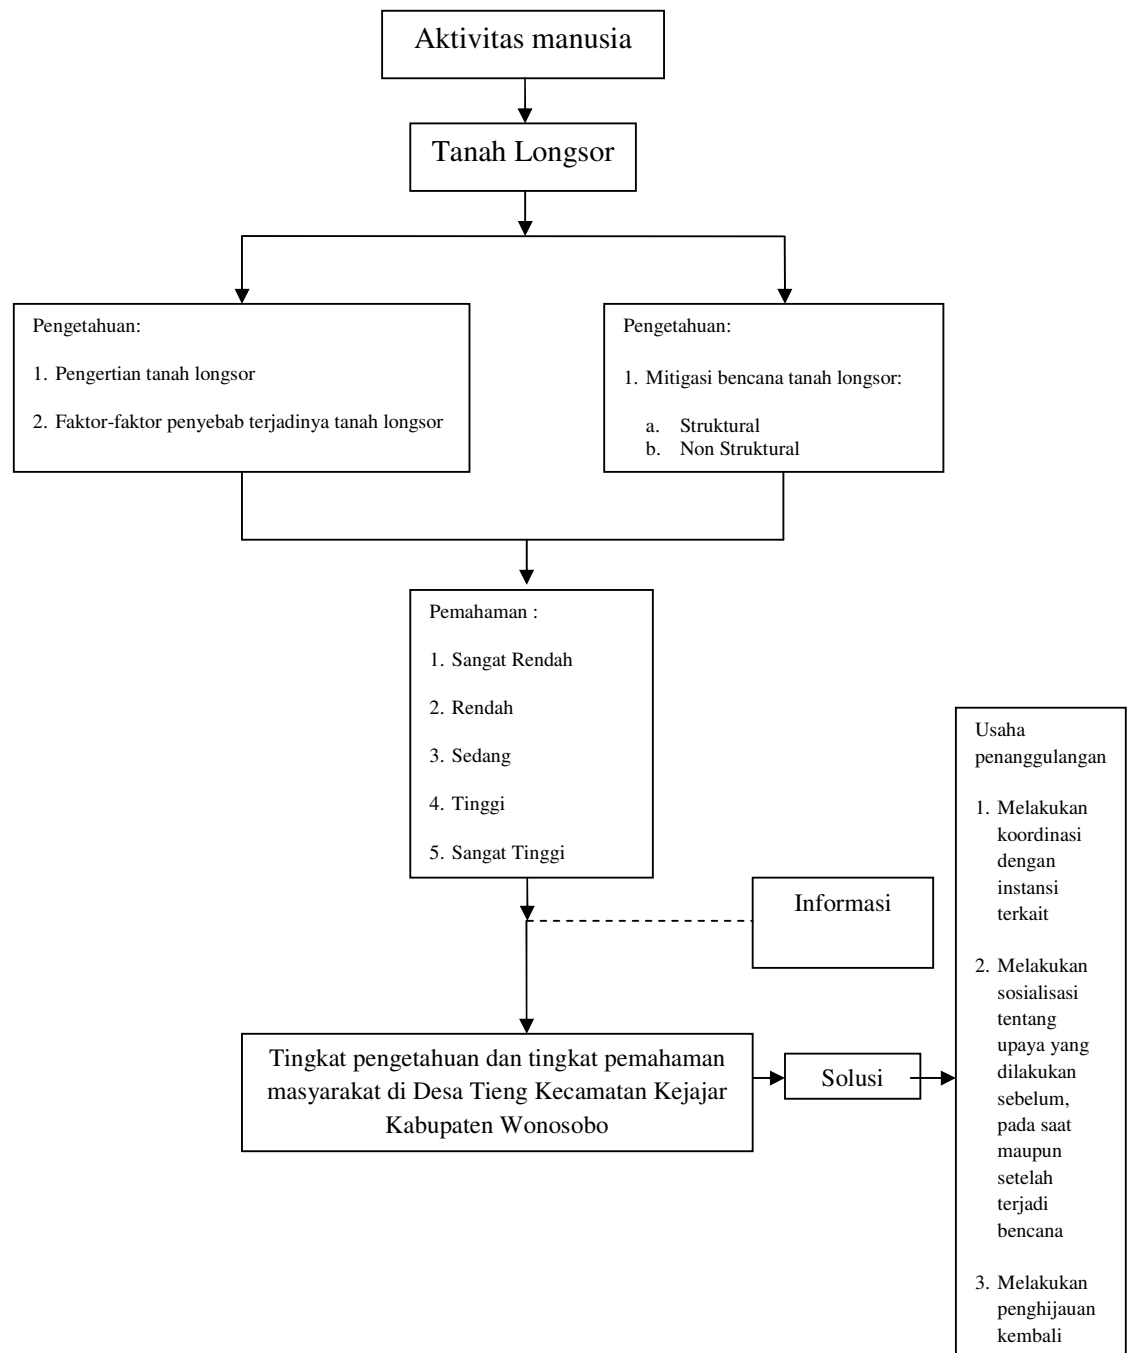 Aktivitas manusia
Tanah Longsor
Pengetahuan:
1. Pengertian tanah longsor
2. Faktor-faktor penyebab terjadinya tanah longsor
Pengetahuan:
1. Mitigasi bencana tanah longsor:
a. Struktural
b. Non Struktural
Pemahaman :
1. Sangat Rendah
2. Rendah
3. Sedang
4. Tinggi
5. Sangat Tinggi
Informasi
Tingkat pengetahuan dan tingkat pemahaman
masyarakat di Desa Tieng Kecamatan Kejajar
Kabupaten Wonosobo
Solusi
Usaha
penanggulangan
1. Melakukan
koordinasi
dengan
instansi
terkait
2. Melakukan
sosialisasi
tentang
upaya yang
dilakukan
sebelum,
pada saat
maupun
setelah
terjadi
bencana
3. Melakukan
penghijauan
kembali